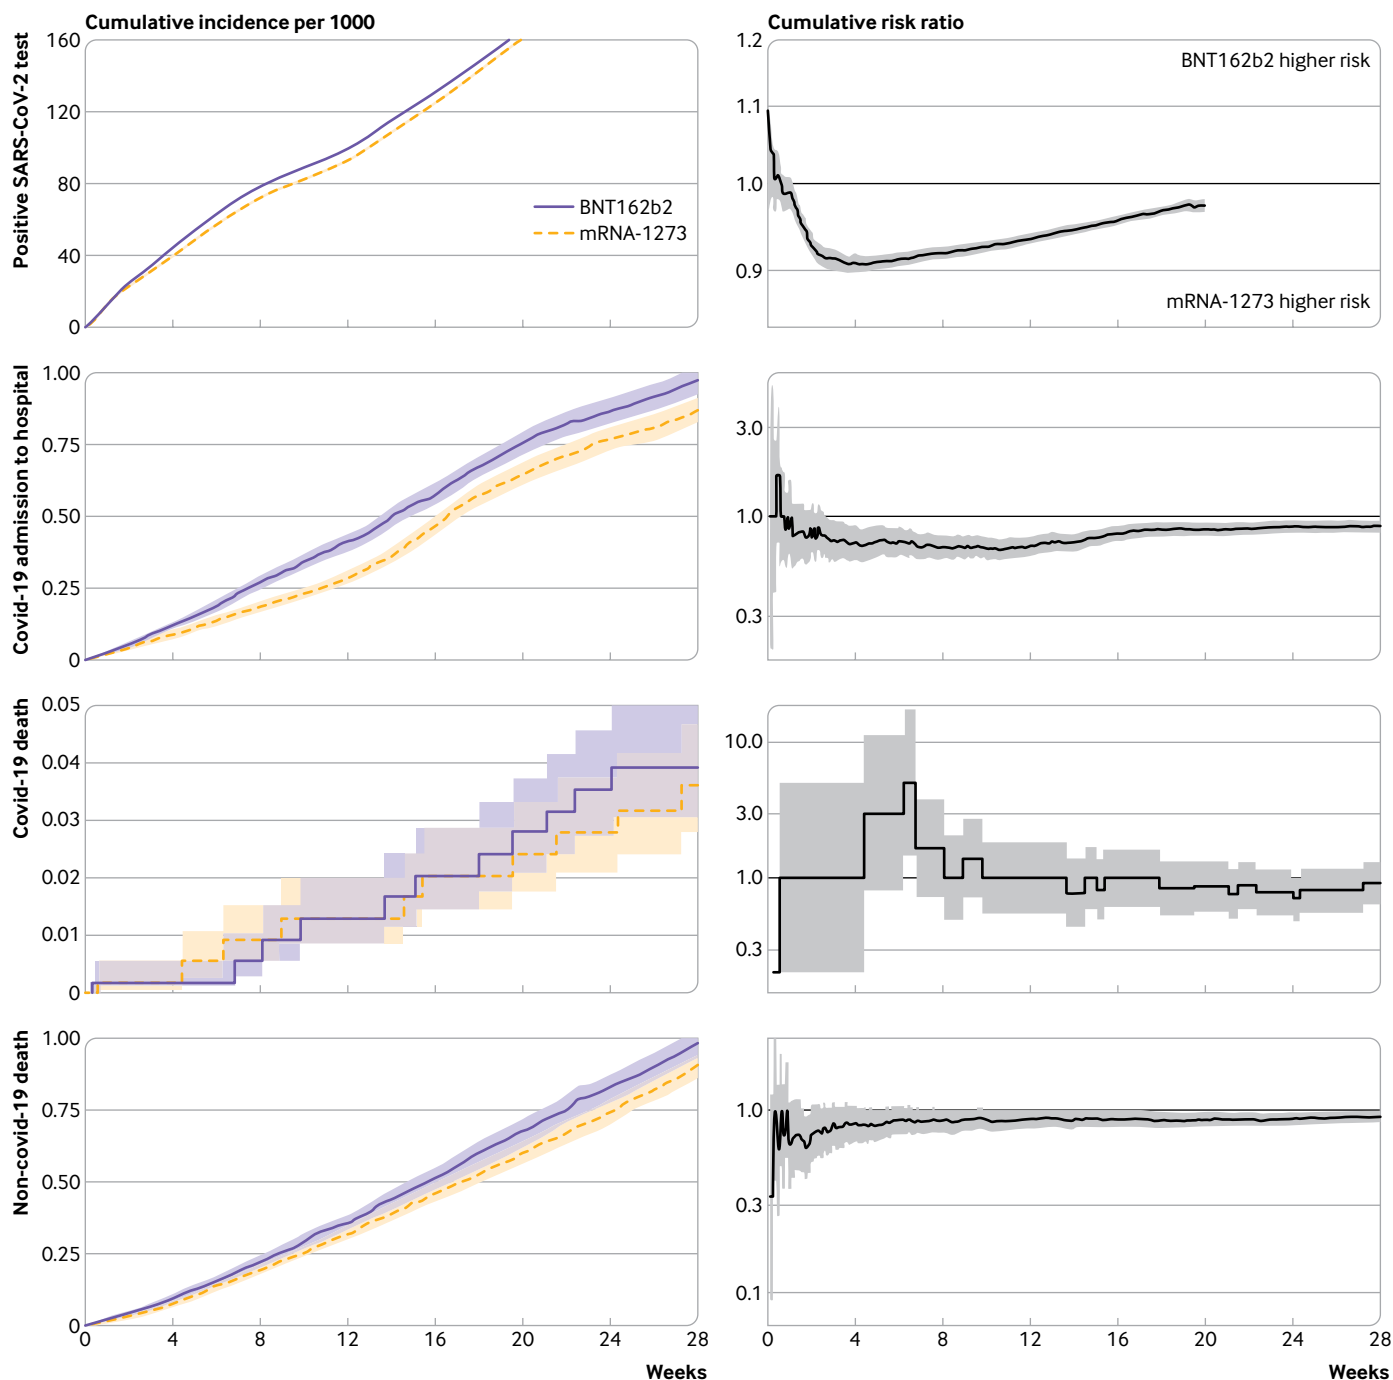 Cumulative incidence per 1000
Positive SARS-CoV-2 test
160
120
80
40
0
BNT162b2
mRNA-1273
Cumulative risk ratio
1.2
1.1
1.0
0.9
BNT162b2 higher risk
mRNA-1273 higher risk
Covid-19 admission to hospital
1.00
0.75
0.50
0.25
0
3.0
1.0
0.3
Covid-19 death
0.05
0.04
0.03
0.02
0.01
0
10.0
3.0
1.0
0.3
Non-covid-19 death
1.00
0.75
0.50
0.25
0
0 4 8 12 16 20 24 28
Weeks
1.0
0.3
0.1
0 4 8 12 16 20 24 28
Weeks